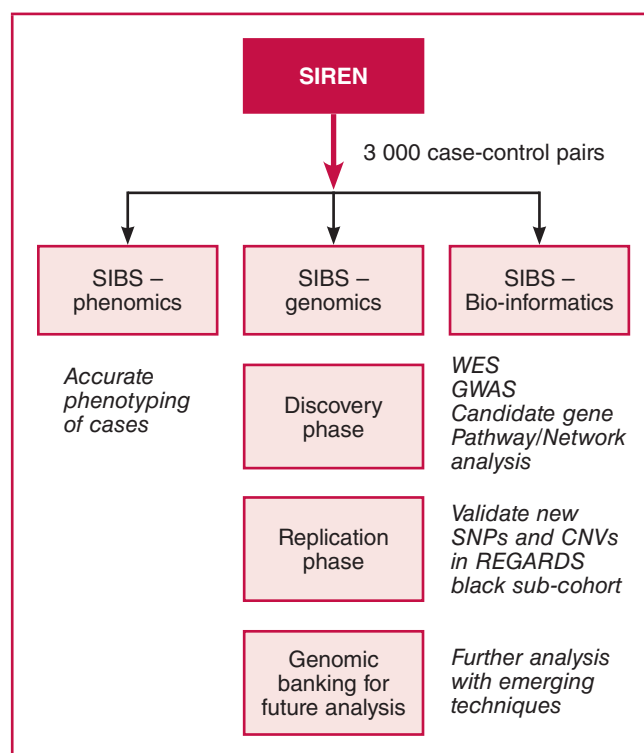 SIREN
3 000 case-control pairs
SIBS –
phenomics
SIBS –
genomics
SIBS –
Bio-informatics
Accurate
phenotyping
of cases
Discovery
phase
WES
GWAS
Candidate gene
Pathway/Network
analysis
Replication
phase
Validate new
SNPs and CNVs
in REGARDS
black sub-cohort
Genomic
banking for
future analysis
Further analysis
with emerging
techniques